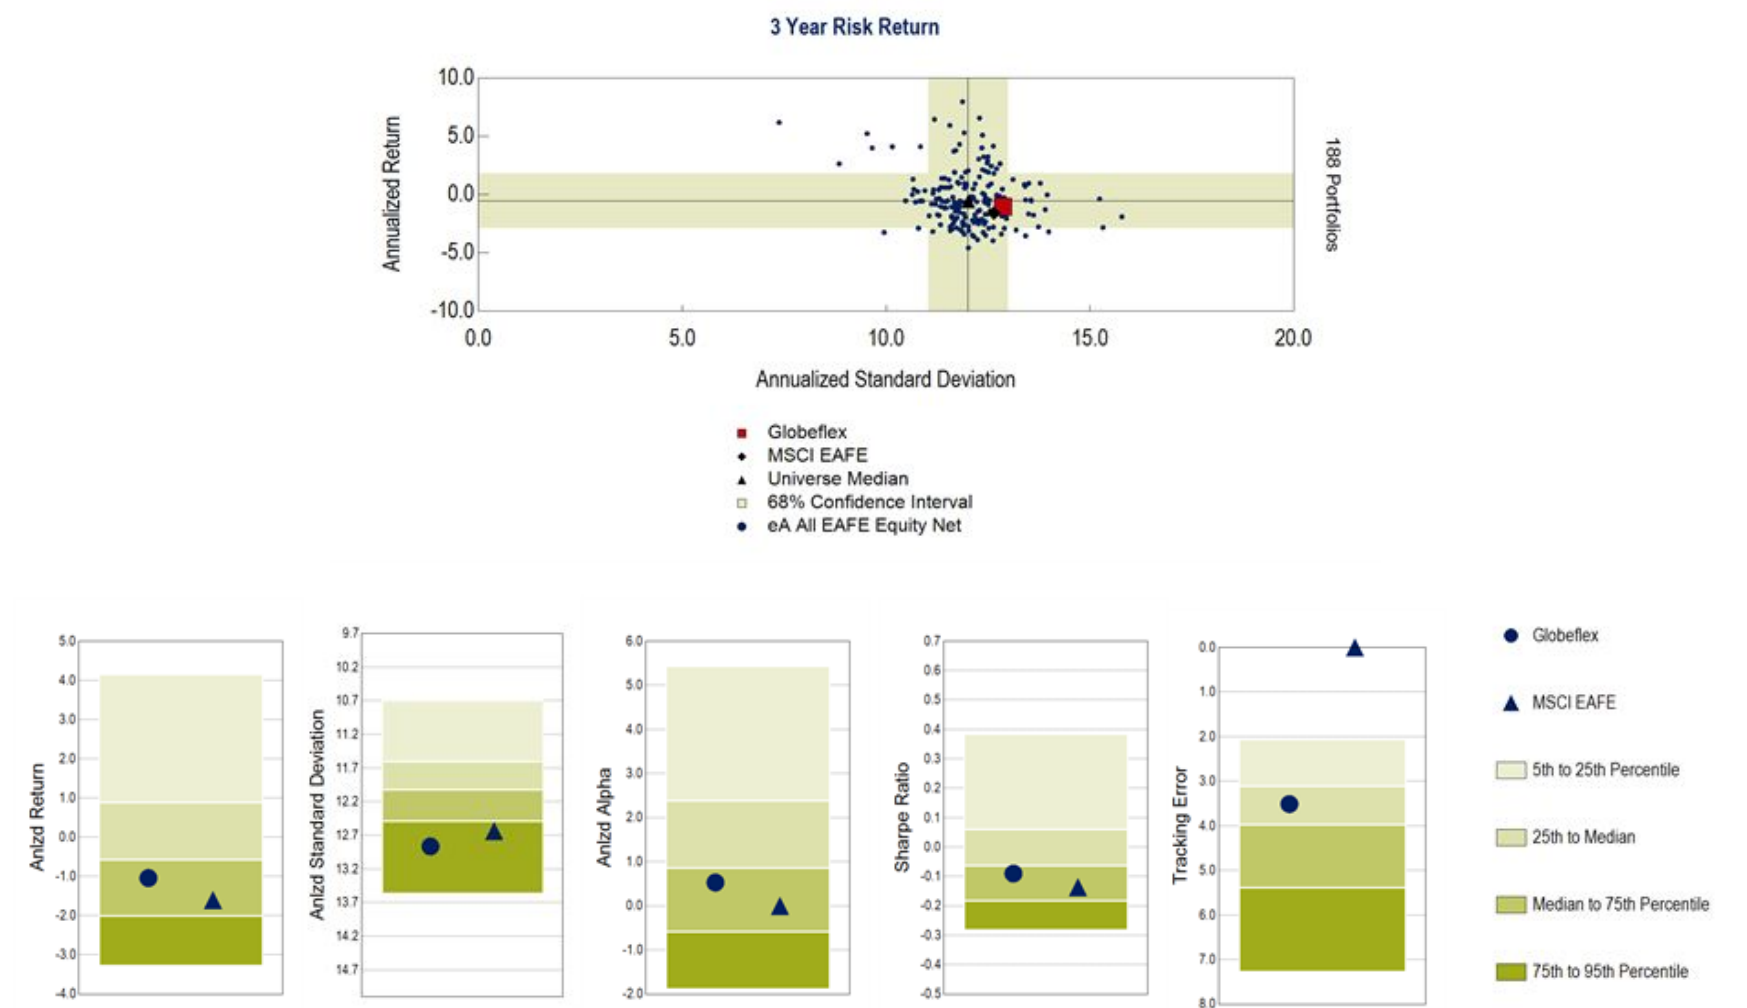 3 Year Risk Return
10.0
5.0
0.0
-5.0
-10.0
Annualized Return
0.0 5.0 10.0 15.0 20.0
Annualized Standard Deviation
188 Portfolios
Globeflex
MSCI EAFE
Universe Median
68% Confidence Interval
eA All EAFE Equity Net
Anlzd Return
5.0
4.0
3.0
2.0
1.0
0.0
-1.0
-2.0
-3.0
-4.0
Anlzd Standard Deviation
9.7
10.2
10.7
11.2
11.7
12.2
12.7
13.2
13.7
14.2
14.7
Anlzd Alpha
6.0
5.0
4.0
3.0
2.0
1.0
0.0
-1.0
-2.0
Sharpe Ratio
0.7
0.6
0.5
0.4
0.3
0.2
0.1
0.0
-0.1
-0.2
-0.3
-0.4
-0.5
Tracking Error
0.0
1.0
2.0
3.0
4.0
5.0
6.0
7.0
8.0
Globeflex
MSCI EAFE
5th to 25th Percentile
25th to Median
Median to 75th Percentile
75th to 95th Percentile